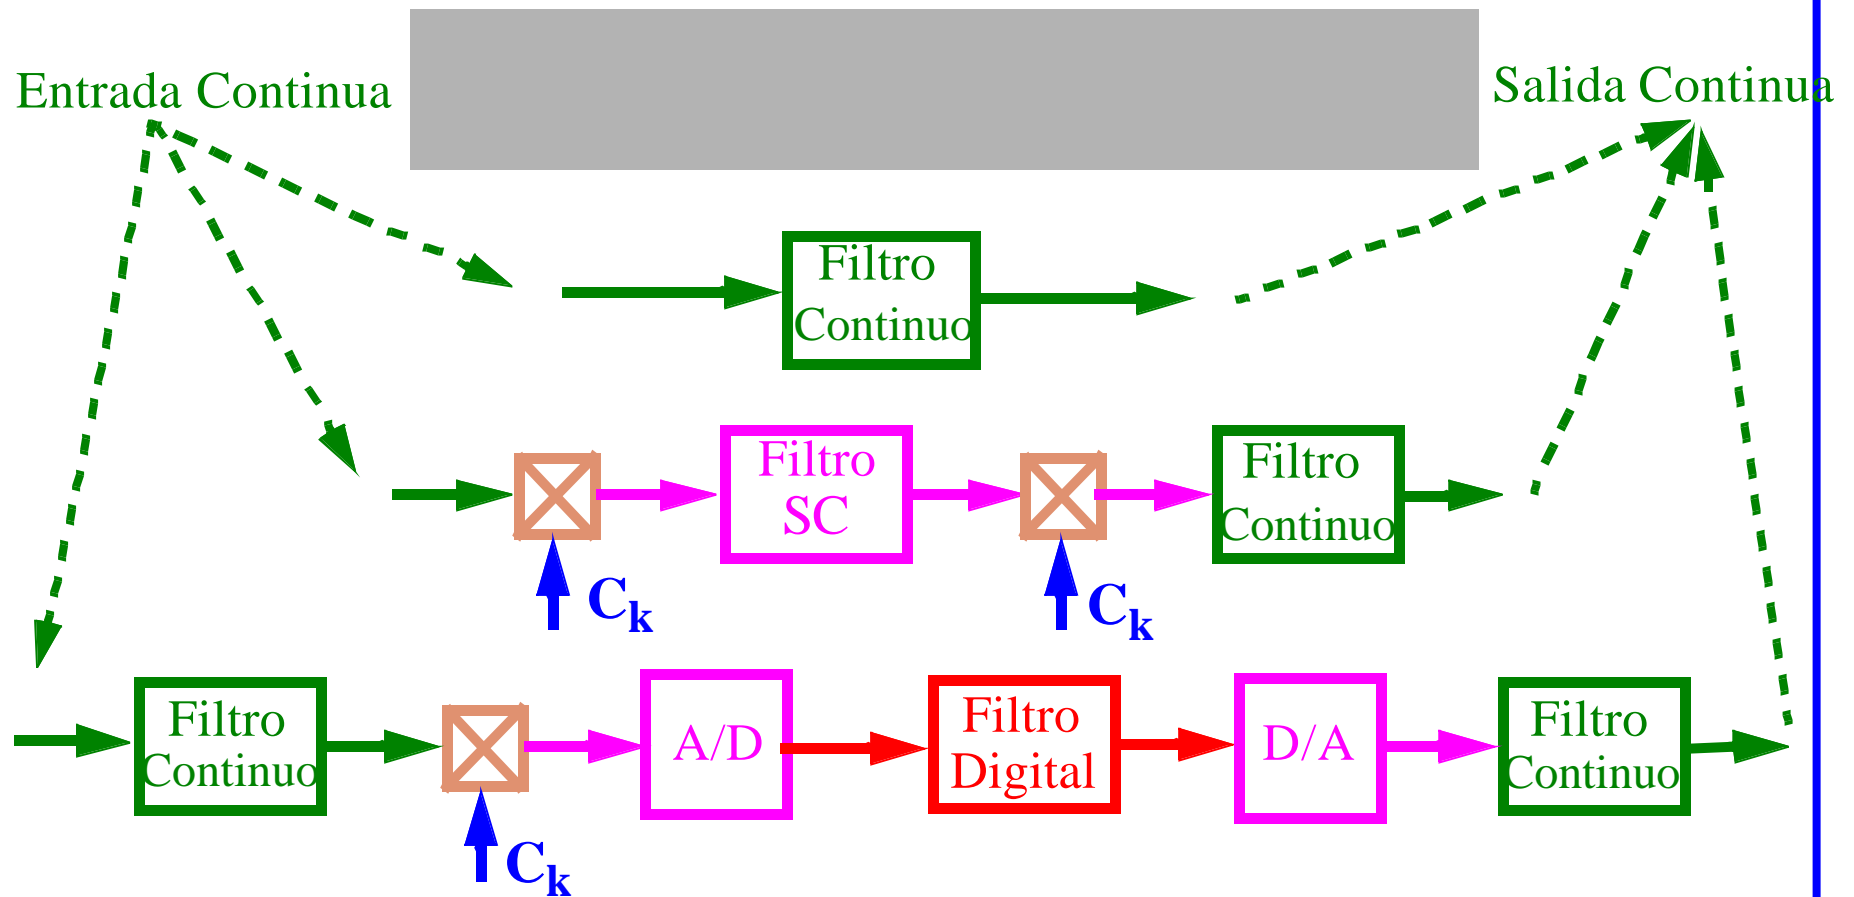 Entrada Continua
Salida Continua
Filtro
Continuo
Filtro
SC
Filtro
Continuo
Ck
Ck
Filtro
Continuo
A/D
Filtro
Digital
D/A
Filtro
Continuo
Ck